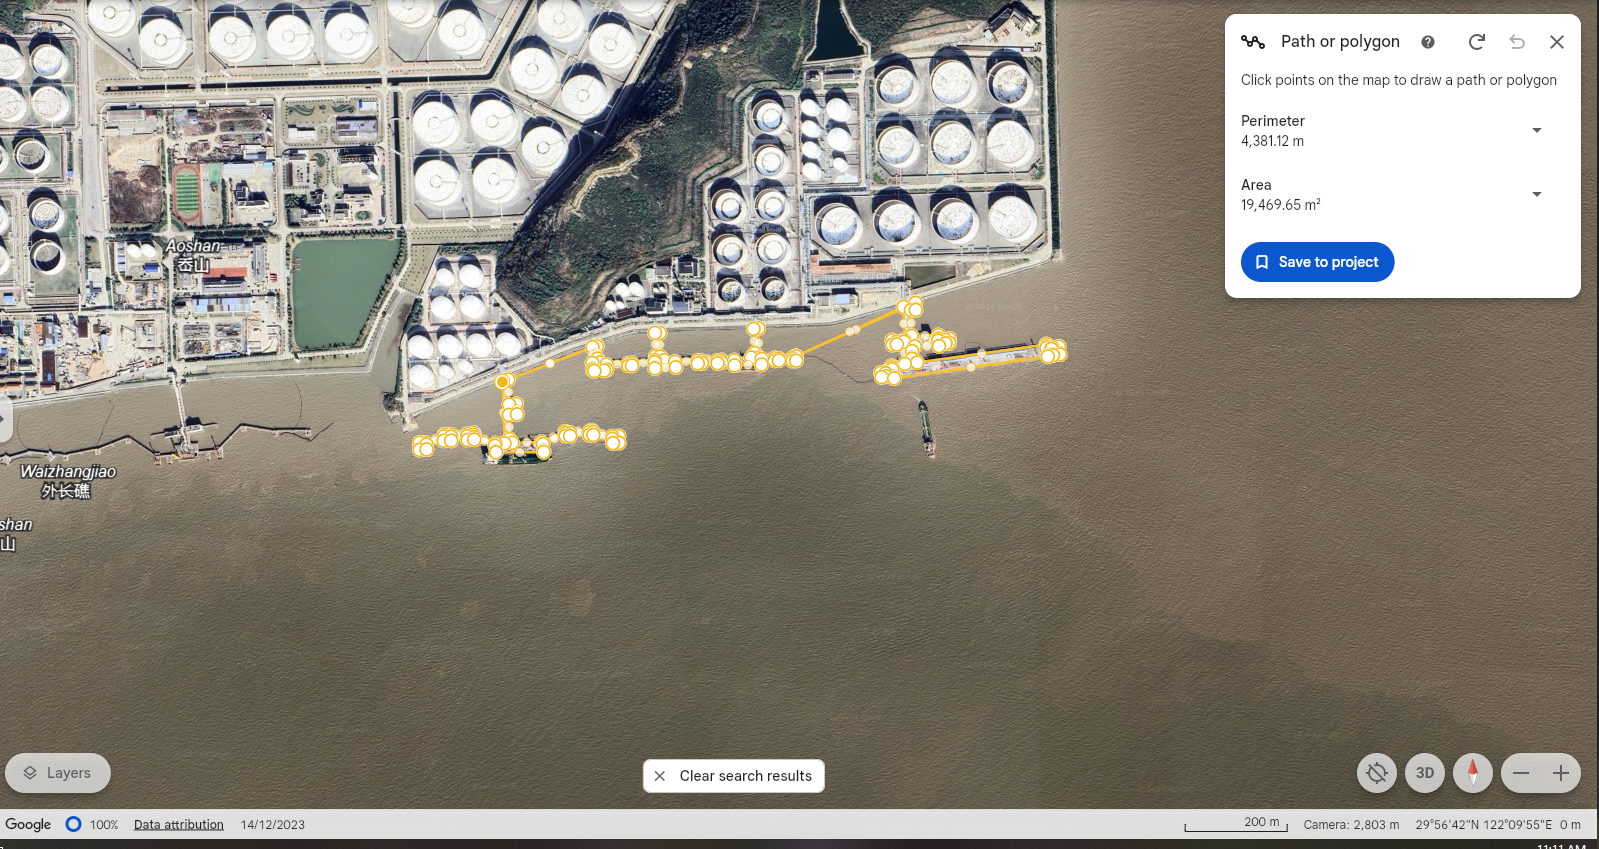 Path or polygon
Click points on the map to draw a path or polygon
Perimeter
4,381.12 m
Area
19,469.65 m²
Save to project
Aoshan
岙山
Waizhangjiao
外长礁
shan
山
Layers
Clear search results
3D
Google 100% Data attribution 14/12/2023
200 m
Camera: 2,803 m 29°56'42"N 122°09'55"E 0 m
11:11 AM